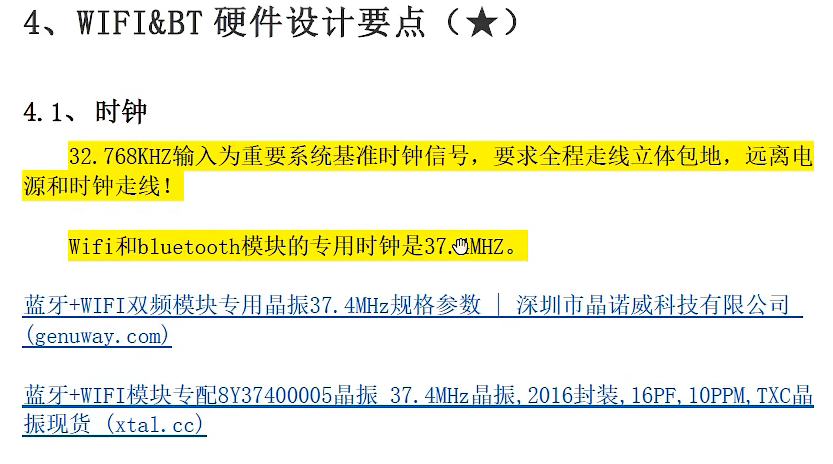 4、WIFI&BT 硬件设计要点（★）
4.1、时钟
32.768KHZ输入为重要系统基准时钟信号，要求全程走线立体包地，远离电
源和时钟走线！
Wifi和bluetooth模块的专用时钟是37. MHZ。
蓝牙+WIFI双频模块专用晶振37.4MHz规格参数 | 深圳市晶诺威科技有限公司
(genuway.com)
蓝牙+WIFI模块专配8Y37400005晶振 37.4MHz晶振,2016封装,16PF,10PPM,TXC晶
振现货 (xtal.cc)